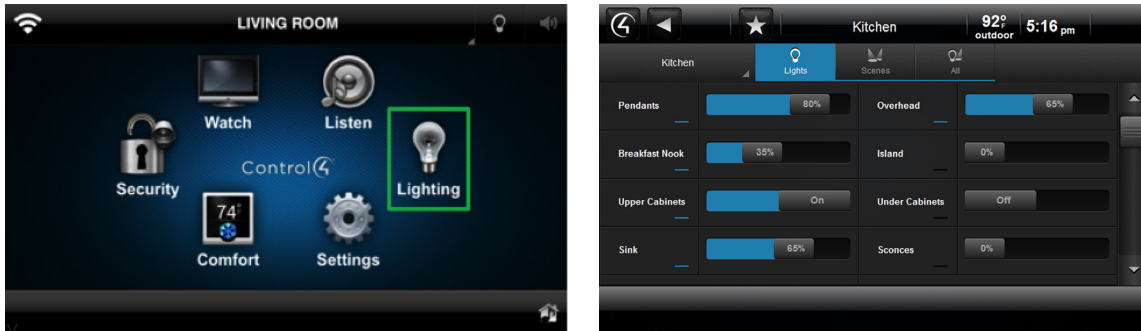 LIVING ROOM
Watch
Listen
Security
Control4
Lighting
74°
Comfort
Settings
Kitchen
92°F
outdoor
5:16 pm
Kitchen
Lights
Scenes
All
Pendants
80%
Overhead
65%
Breakfast Nook
35%
Island
0%
Upper Cabinets
On
Under Cabinets
Off
Sink
65%
Sconces
0%